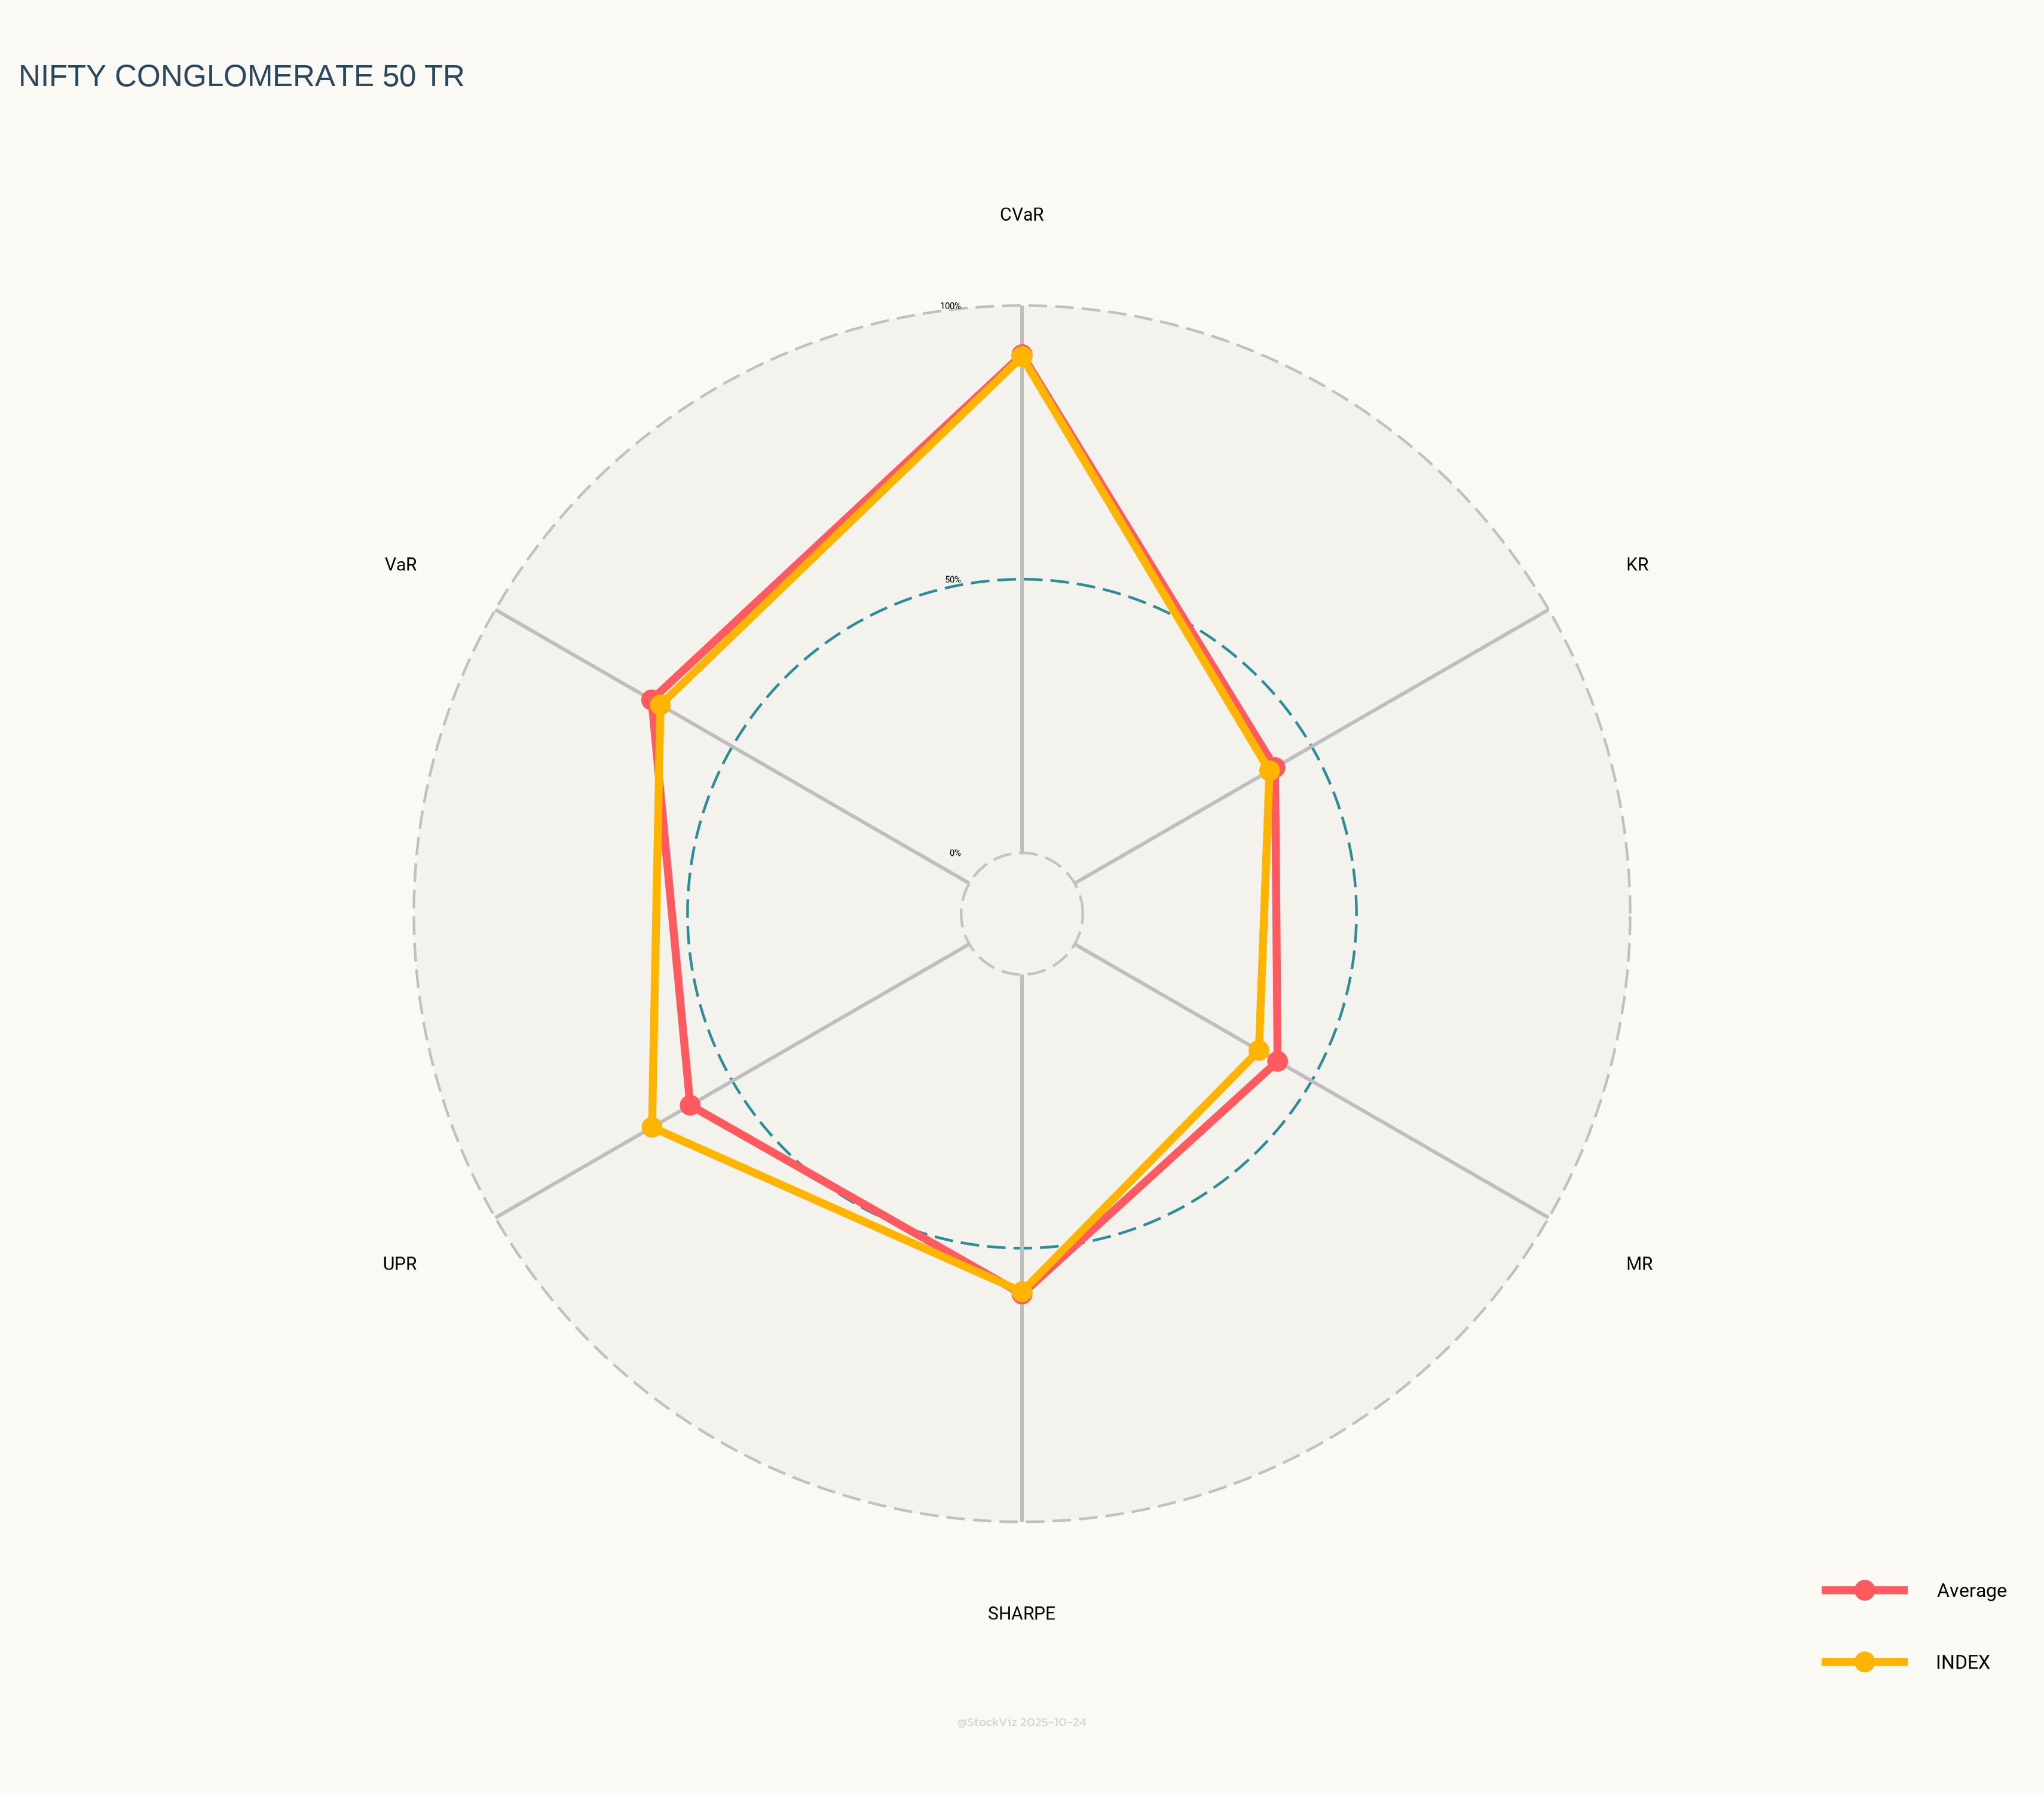 NIFTY CONGLOMERATE 50 TR
CVaR
100%
VaR
KR
50%
0%
UPR
MR
SHARPE
Average
INDEX
@StockViz 2025-10-24